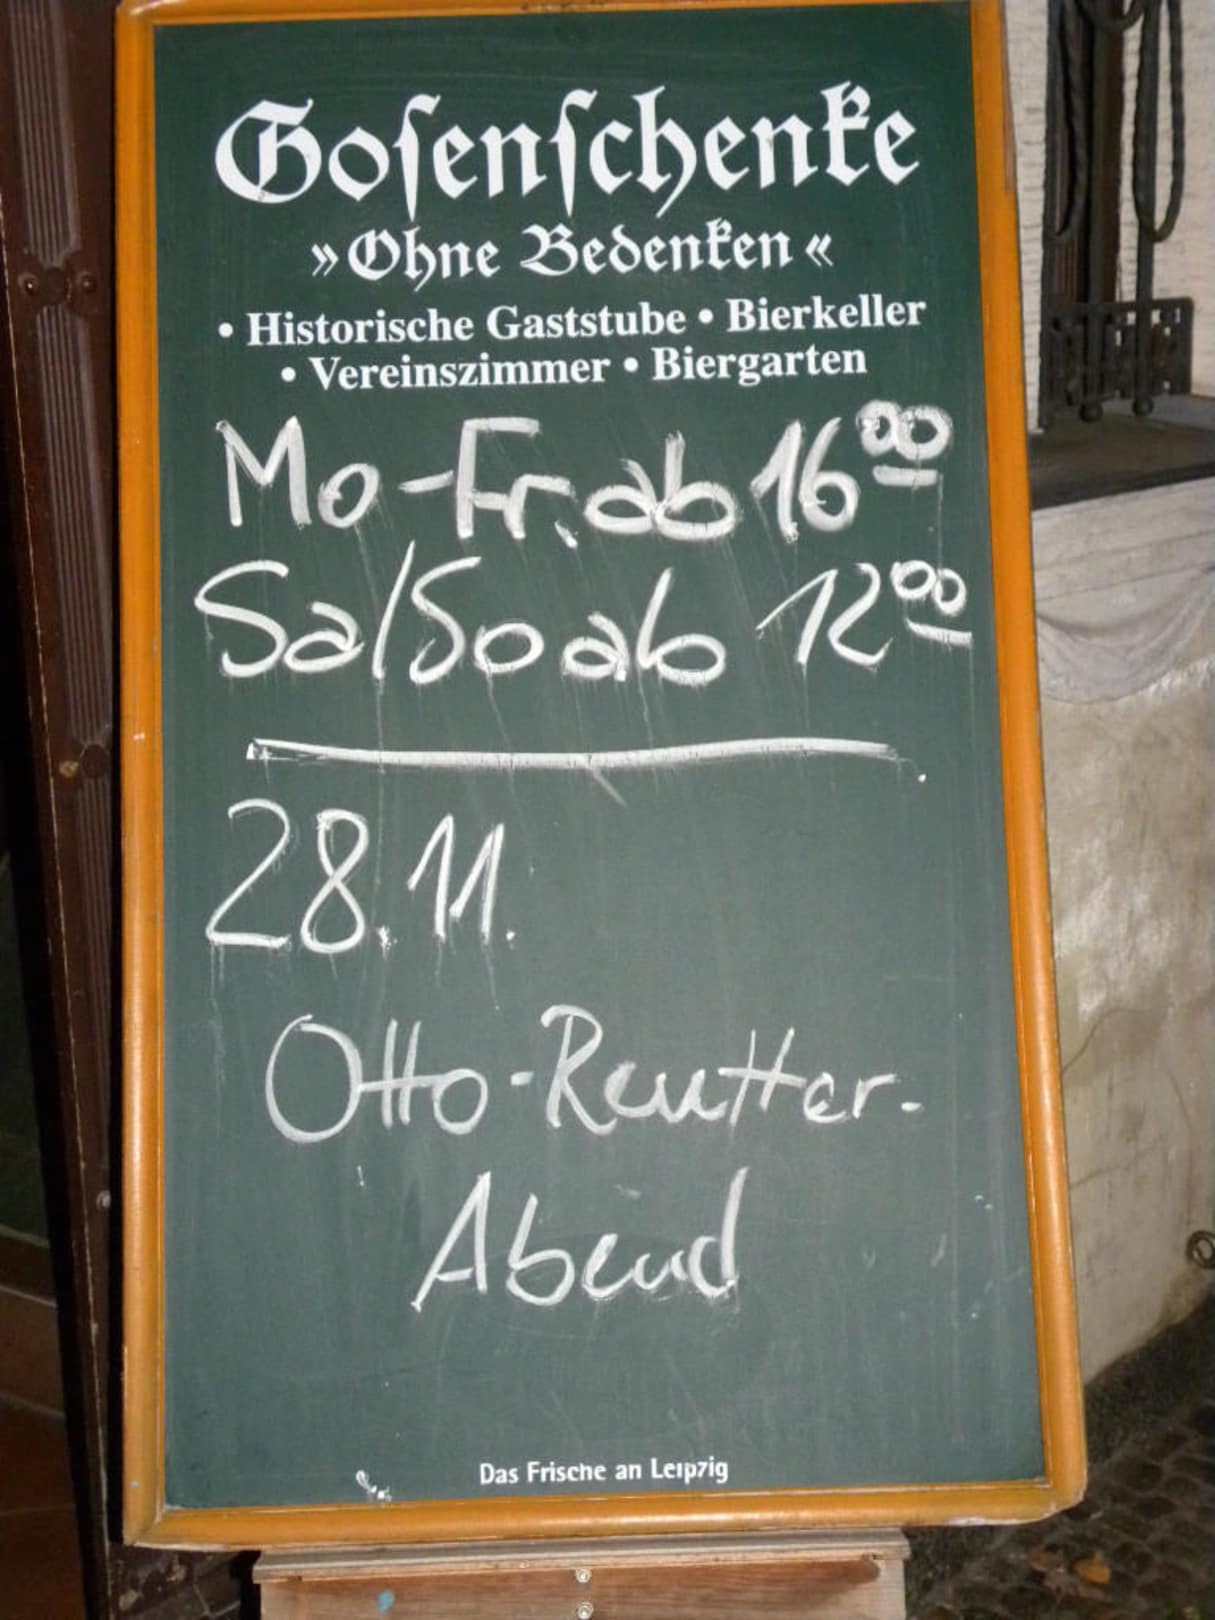 Goſenſchenke
»Ohne Bedenken«
• Historische Gaststube • Bierkeller
• Vereinszimmer • Biergarten
Mo-Fr. ab 16⁰⁰
Sa/So ab 12⁰⁰
28.11.
Otto-Reutter-
Abend
Das Frische an Leipzig